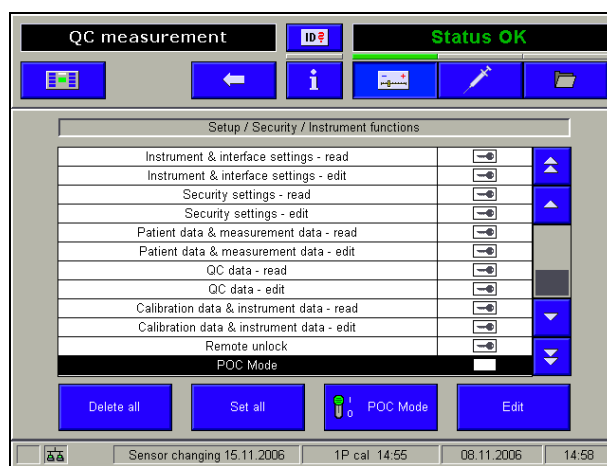 QC measurement
ID?
Status OK
i
Setup / Security / Instrument functions
Instrument & interface settings - read
Instrument & interface settings - edit
Security settings - read
Security settings - edit
Patient data & measurement data - read
Patient data & measurement data - edit
QC data - read
QC data - edit
Calibration data & instrument data - read
Calibration data & instrument data - edit
Remote unlock
POC Mode
Delete all
Set all
1
0
POC Mode
Edit
Sensor changing 15.11.2006
1P cal 14:55
08.11.2006
14:58